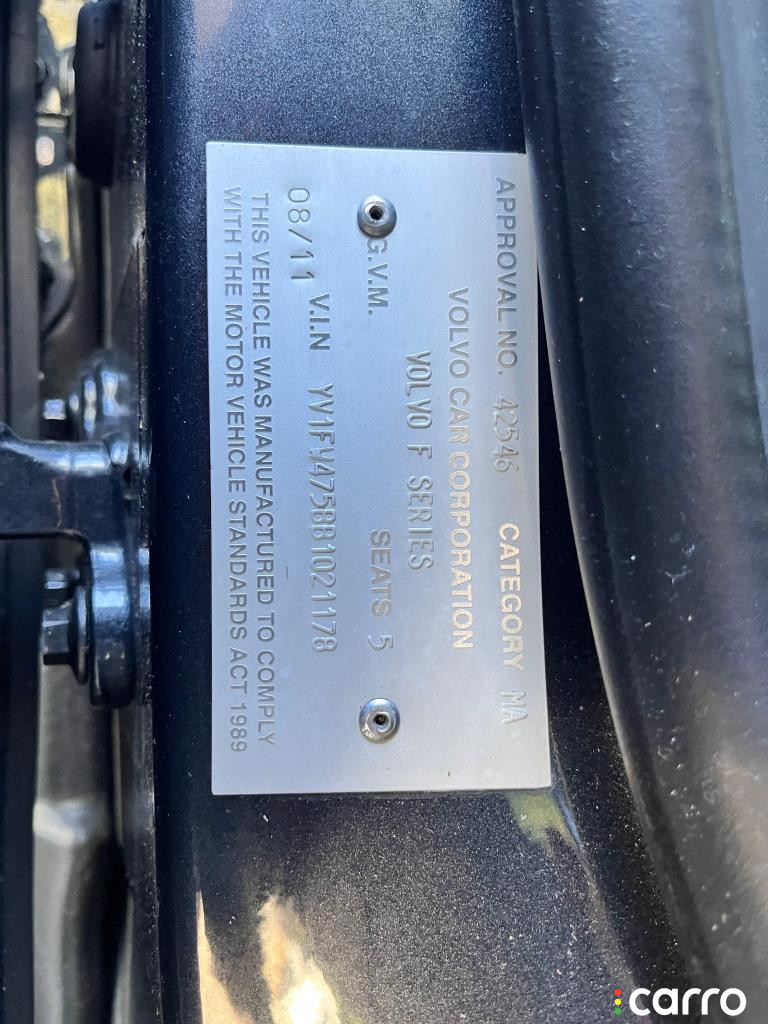 APPROVAL NO. 42546 CATEGORY MA
VOLVO CAR CORPORATION
VOLVO F SERIES
G.V.M. SEATS 5
08/11 V.I.N YV1FW475BB1021178
THIS VEHICLE WAS MANUFACTURED TO COMPLY
WITH THE MOTOR VEHICLE STANDARDS ACT 1989
carro